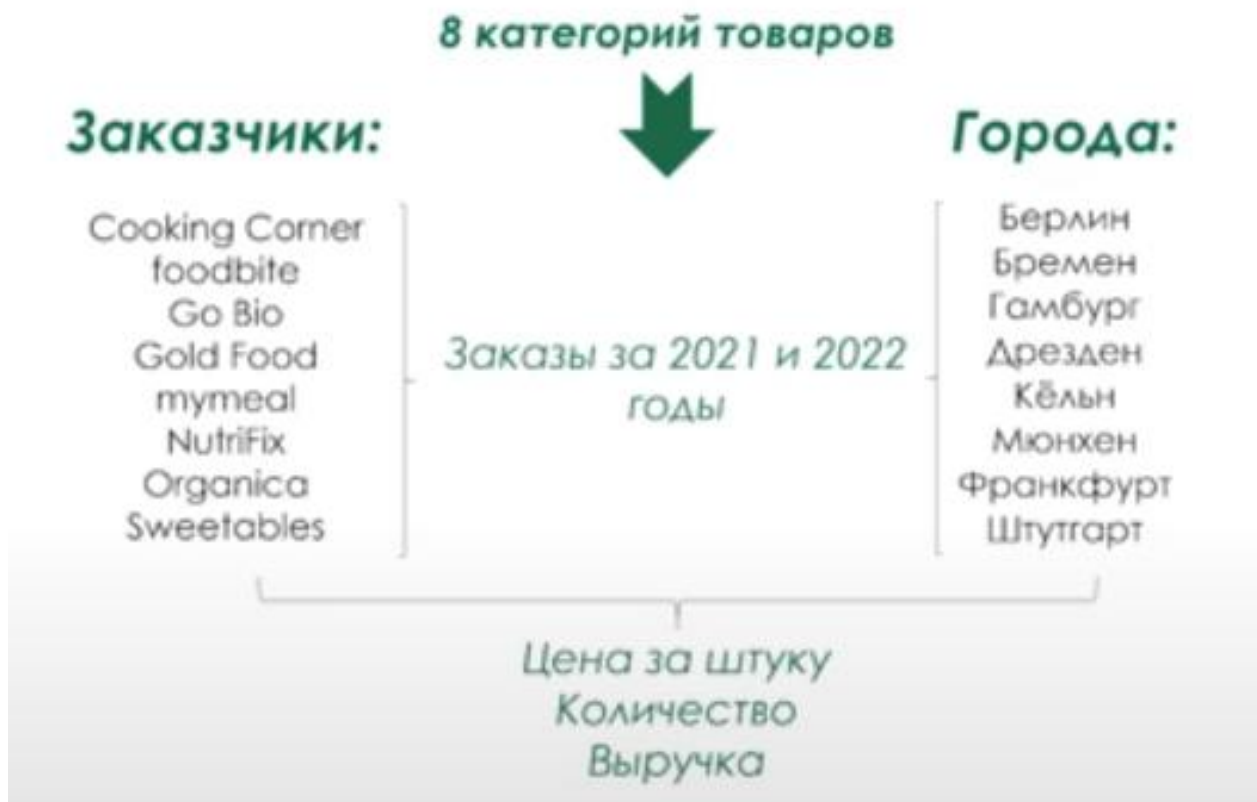 8 категорий товаров
Заказчики:
Cooking Corner
foodbite
Go Bio
Gold Food
mymeal
NutriFix
Organica
Sweetables
Заказы за 2021 и 2022
годы
Города:
Берлин
Бремен
Гамбург
Дрезден
Кёльн
Мюнхен
Франкфурт
Штутгарт
Цена за штуку
Количество
Выручка